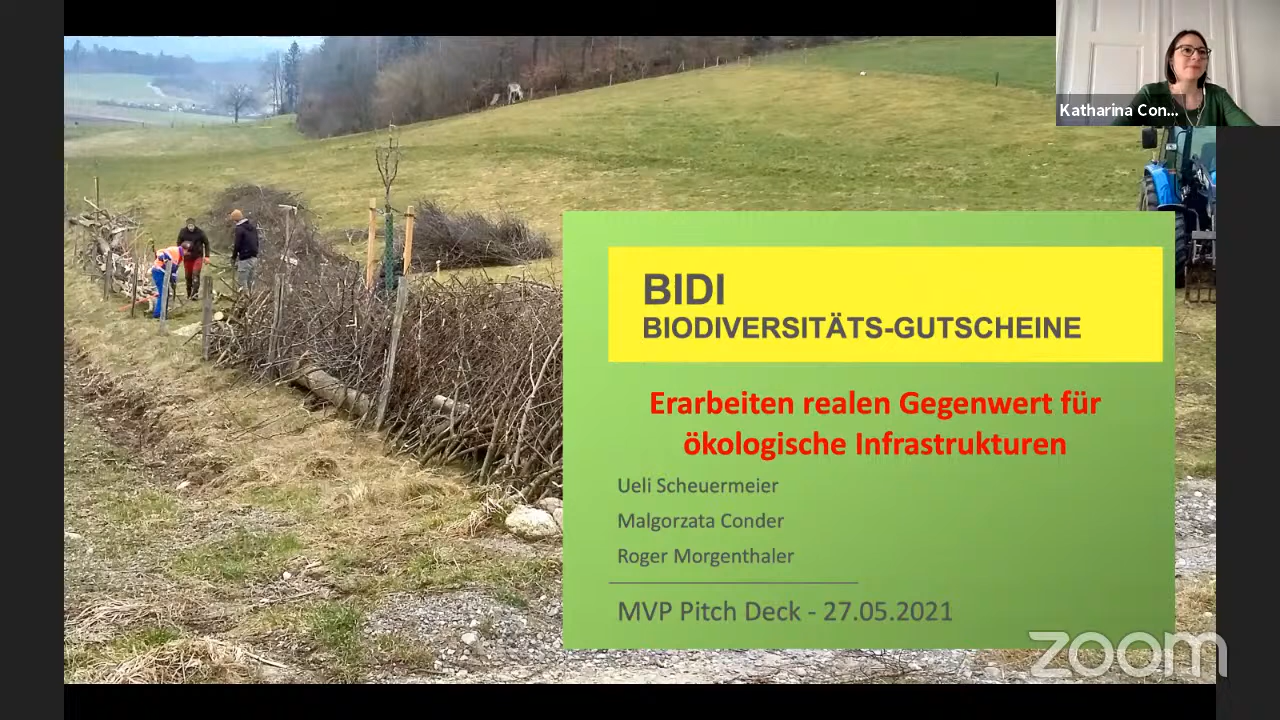 Katharina Con...
BIDI
BIODIVERSITÄTS-GUTSCHEINE
Erarbeiten realen Gegenwert für
ökologische Infrastrukturen
Ueli Scheuermeier
Malgorzata Conder
Roger Morgenthaler
MVP Pitch Deck - 27.05.2021
zoom